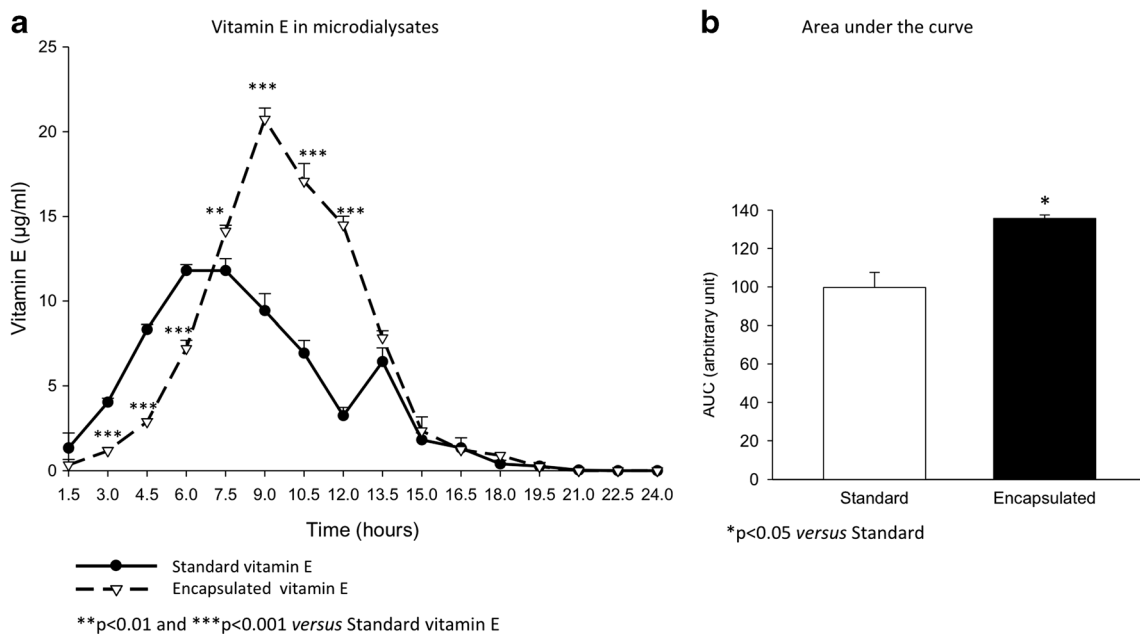 a
Vitamin E in microdialysates
25
20
15
10
5
0
Vitamin E (µg/ml)
***
***
***
**
***
***
***
1.5 3.0 4.5 6.0 7.5 9.0 10.5 12.0 13.5 15.0 16.5 18.0 19.5 21.0 22.5 24.0
Time (hours)
Standard vitamin E
Encapsulated vitamin E
**p<0.01 and ***p<0.001 versus Standard vitamin E
b
Area under the curve
140
120
100
80
60
40
20
0
AUC (arbitrary unit)
*
Standard Encapsulated
*p<0.05 versus Standard